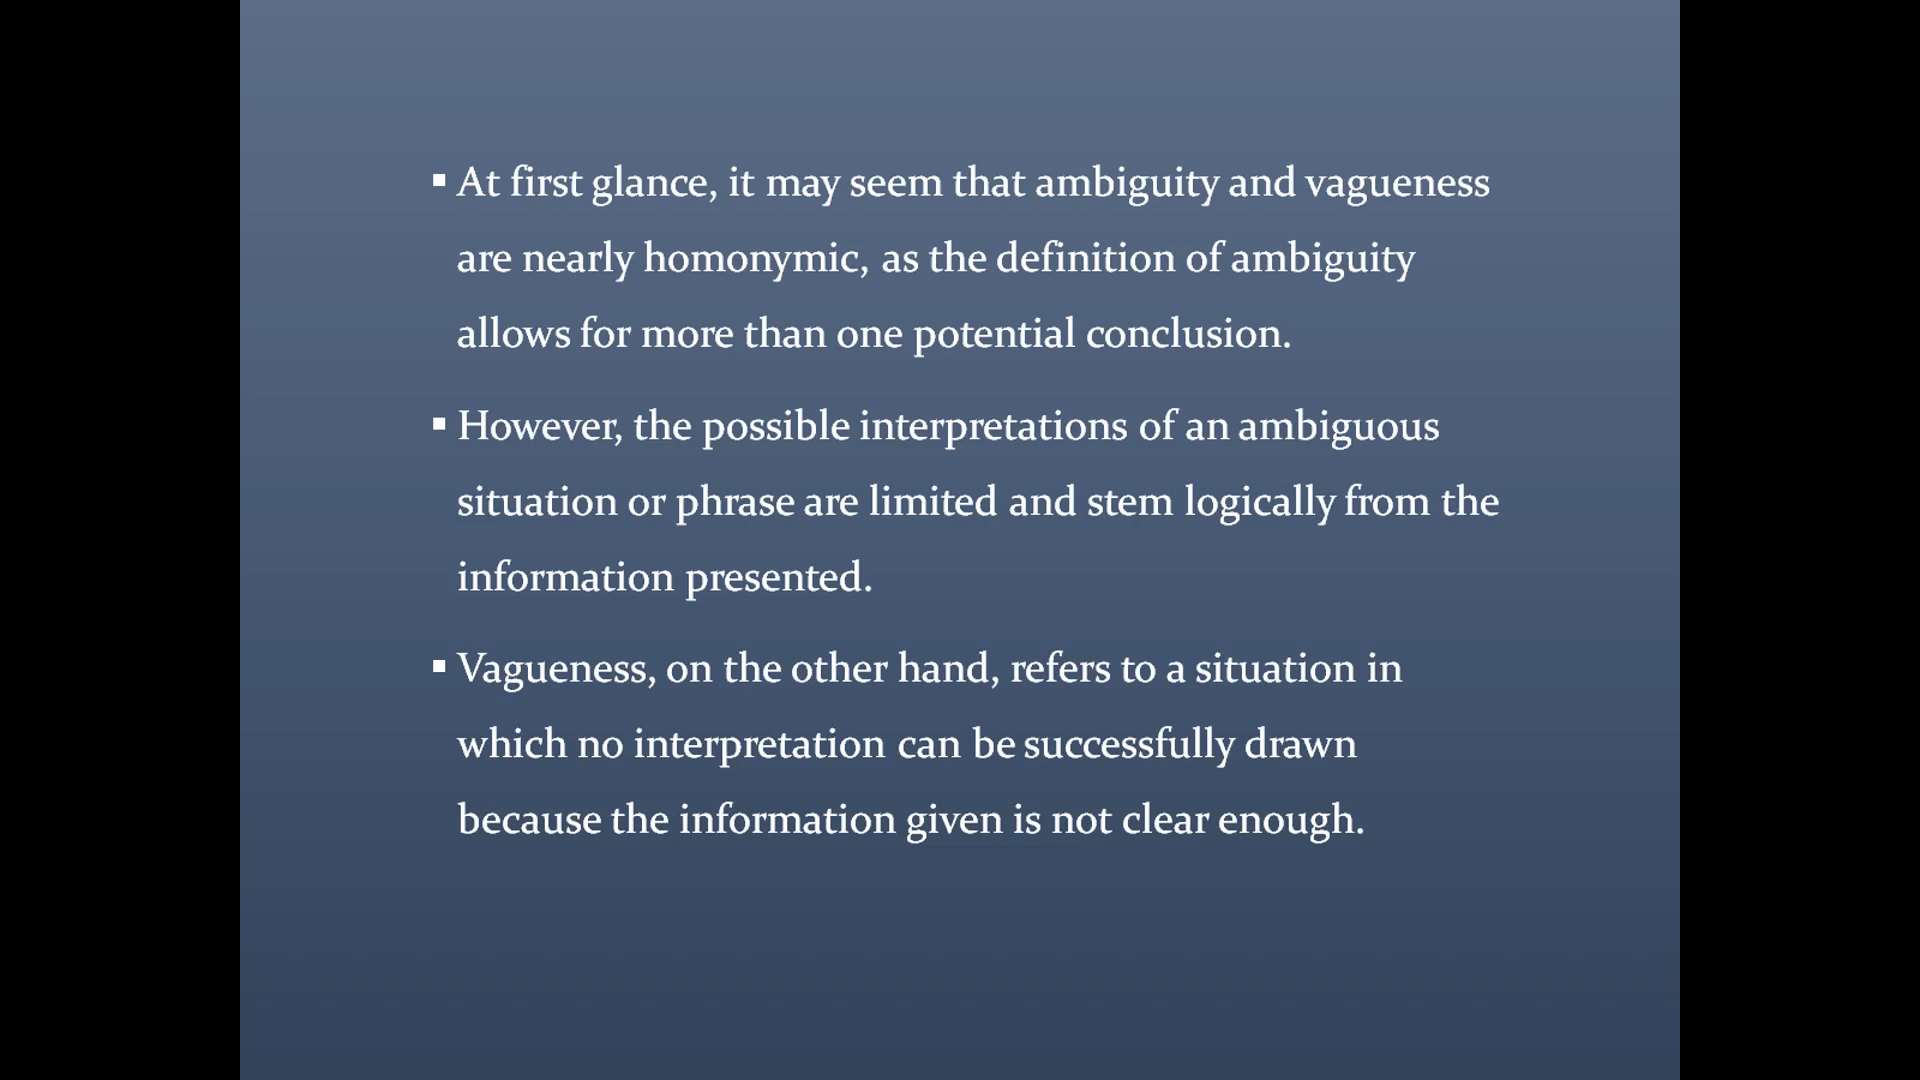 ▪ At first glance, it may seem that ambiguity and vagueness
are nearly homonymic, as the definition of ambiguity
allows for more than one potential conclusion.
▪ However, the possible interpretations of an ambiguous
situation or phrase are limited and stem logically from the
information presented.
▪ Vagueness, on the other hand, refers to a situation in
which no interpretation can be successfully drawn
because the information given is not clear enough.